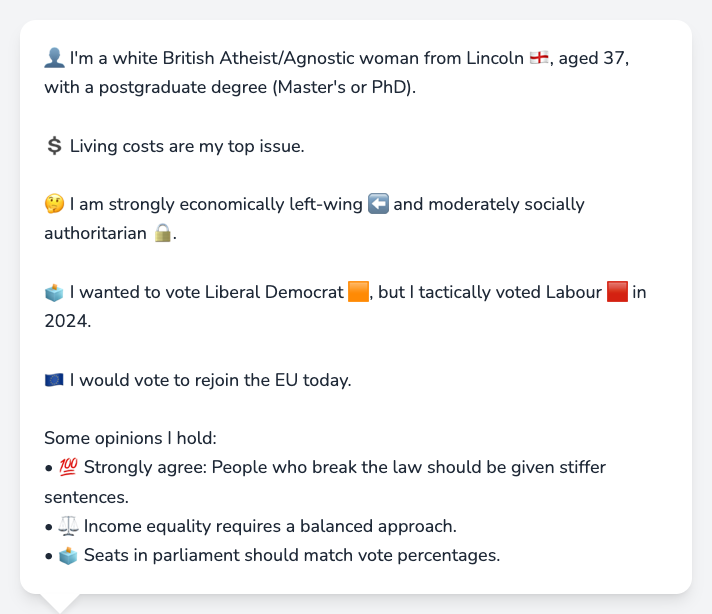 👤 I'm a white British Atheist/Agnostic woman from Lincoln 🏴󠁧󠁢󠁥󠁮󠁧󠁿, aged 37,
with a postgraduate degree (Master's or PhD).
💲 Living costs are my top issue.
🤔 I am strongly economically left-wing ⬅️ and moderately socially
authoritarian 🔒.
🗳️ I wanted to vote Liberal Democrat 🟧, but I tactically voted Labour 🟥 in
2024.
🇪🇺 I would vote to rejoin the EU today.
Some opinions I hold:
• 💯 Strongly agree: People who break the law should be given stiffer
sentences.
• ⚖️ Income equality requires a balanced approach.
• 🗳️ Seats in parliament should match vote percentages.